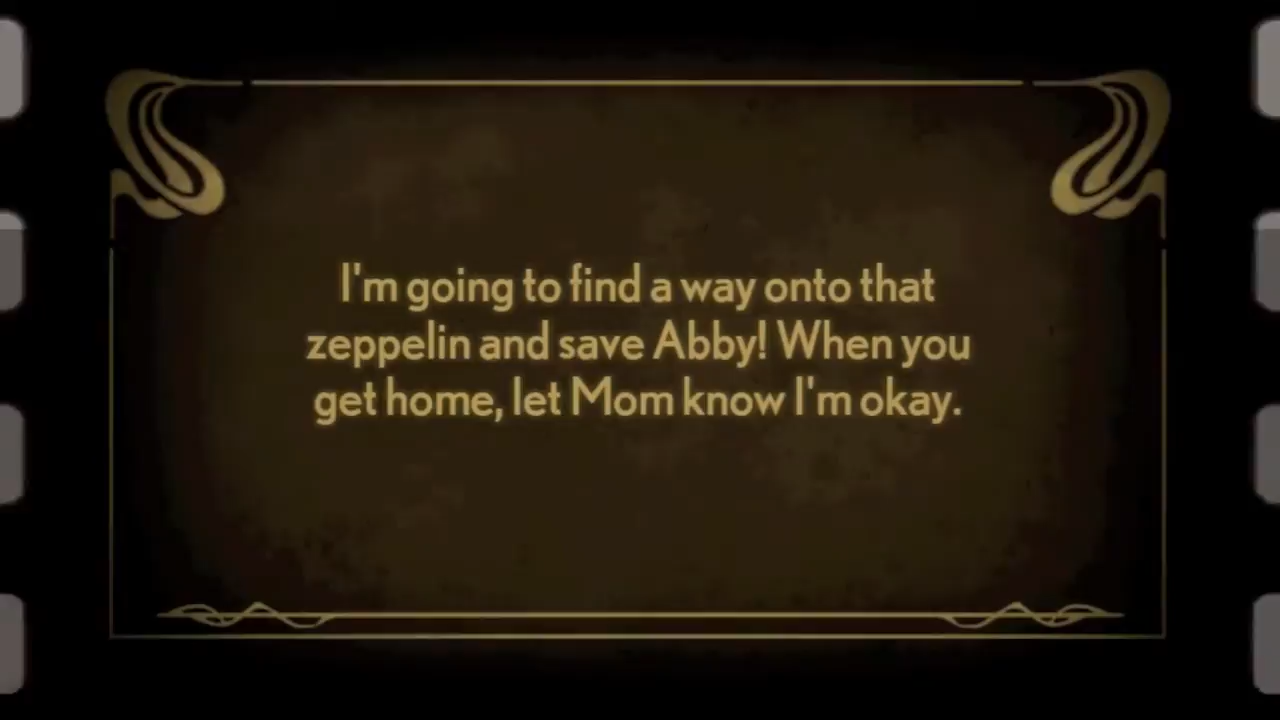 I'm going to find a way onto that
zeppelin and save Abby! When you
get home, let Mom know I'm okay.